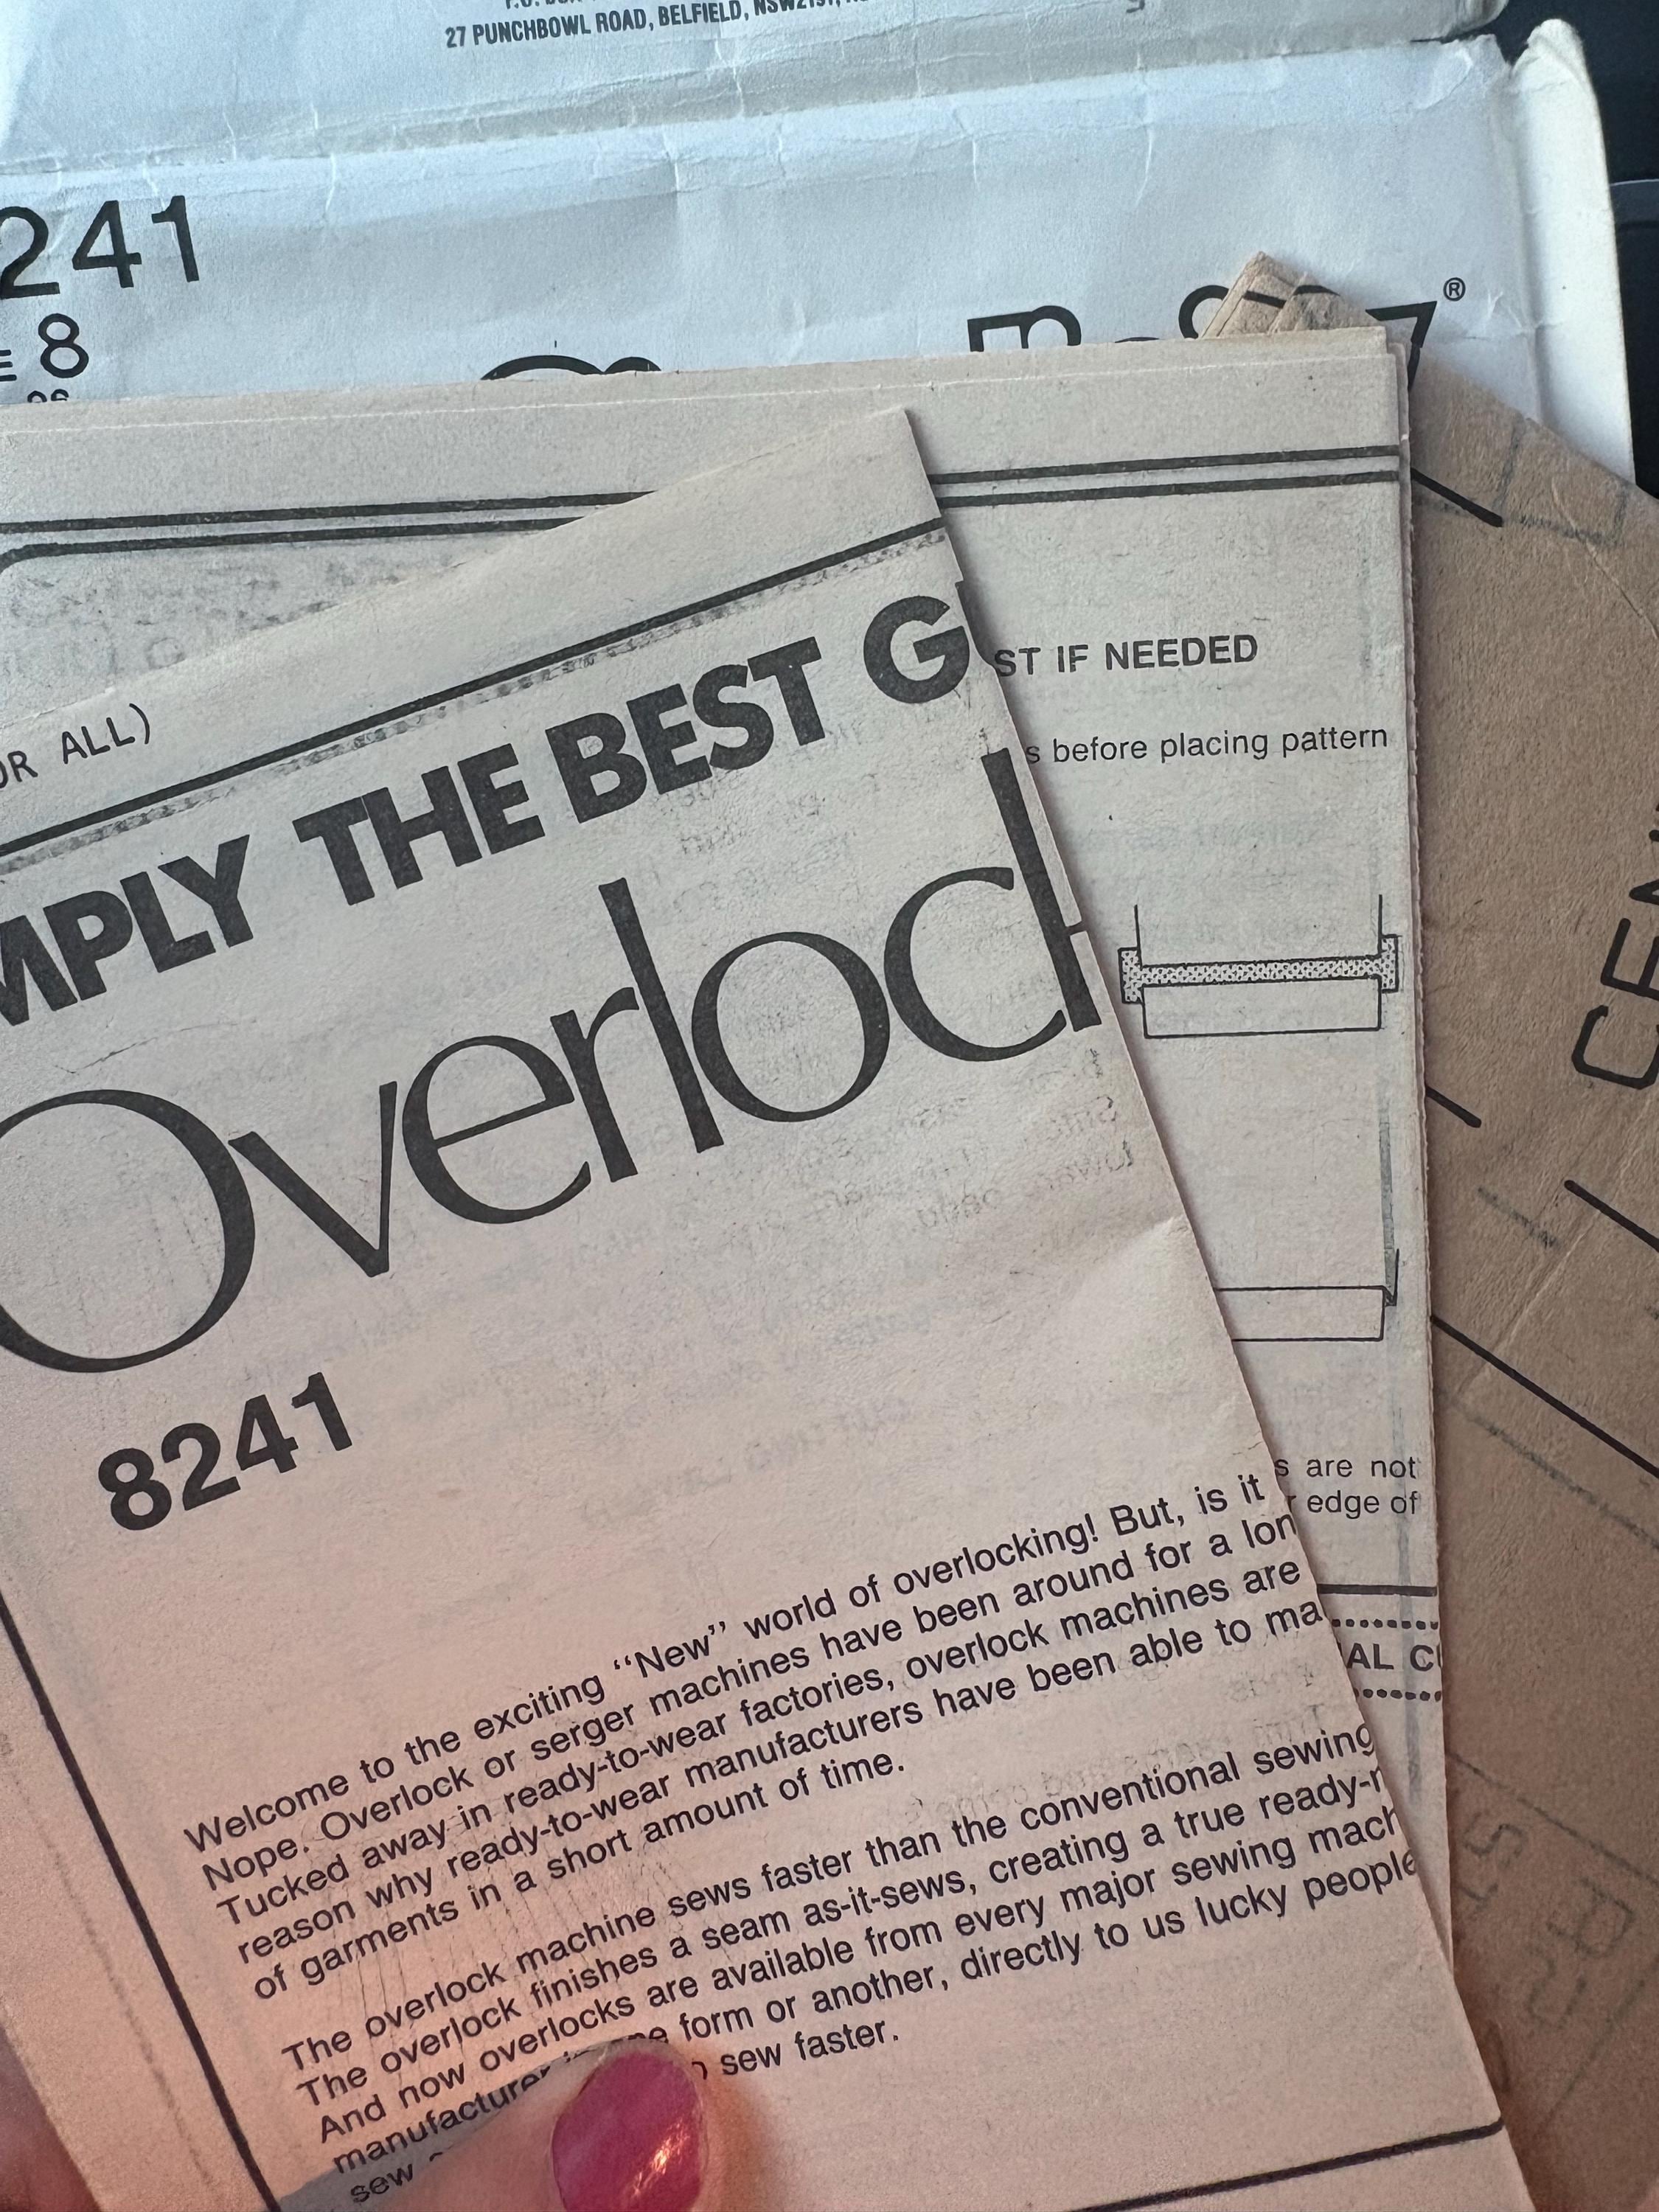 27 PUNCHBOWL ROAD, BELFIELD,
241
8
®
ST IF NEEDED
s before placing pattern
OR ALL)
MPLY THE BEST G
Overlock
8241
s are not
r edge of
AL C
CEN
Welcome to the exciting “New” world of overlocking! But, is it
Nope. Overlock or serger machines have been around for a lon
Tucked away in ready-to-wear factories, overlock machines are
reason why ready-to-wear manufacturers have been able to ma
of garments in a short amount of time.
The overlock machine sews faster than the conventional sewing
The overlock finishes a seam as-it-sews, creating a true ready-
And now overlocks are available from every major sewing mach
manufacturer form or another, directly to us lucky people
sew sew faster.